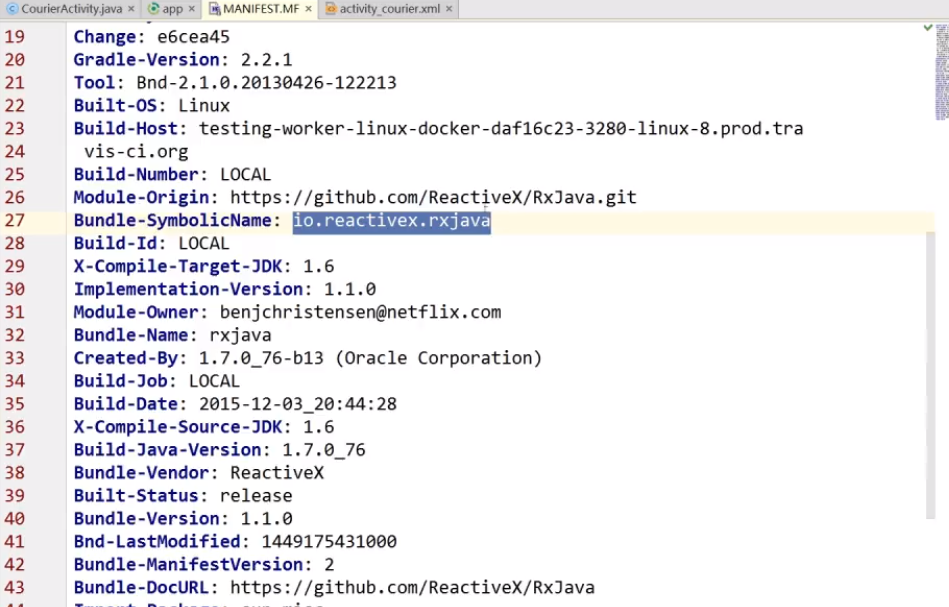 CourierActivity.java × app × MANIFEST.MF × activity_courier.xml ×
19 Change: e6cea45
20 Gradle-Version: 2.2.1
21 Tool: Bnd-2.1.0.20130426-122213
22 Built-OS: Linux
23 Build-Host: testing-worker-linux-docker-daf16c23-3280-linux-8.prod.tra
24 vis-ci.org
25 Build-Number: LOCAL
26 Module-Origin: https://github.com/ReactiveX/RxJava.git
27 Bundle-SymbolicName: io.reactivex.rxjava
28 Build-Id: LOCAL
29 X-Compile-Target-JDK: 1.6
30 Implementation-Version: 1.1.0
31 Module-Owner: benjchristensen@netflix.com
32 Bundle-Name: rxjava
33 Created-By: 1.7.0_76-b13 (Oracle Corporation)
34 Build-Job: LOCAL
35 Build-Date: 2015-12-03_20:44:28
36 X-Compile-Source-JDK: 1.6
37 Build-Java-Version: 1.7.0_76
38 Bundle-Vendor: ReactiveX
39 Built-Status: release
40 Bundle-Version: 1.1.0
41 Bnd-LastModified: 1449175431000
42 Bundle-ManifestVersion: 2
43 Bundle-DocURL: https://github.com/ReactiveX/RxJava